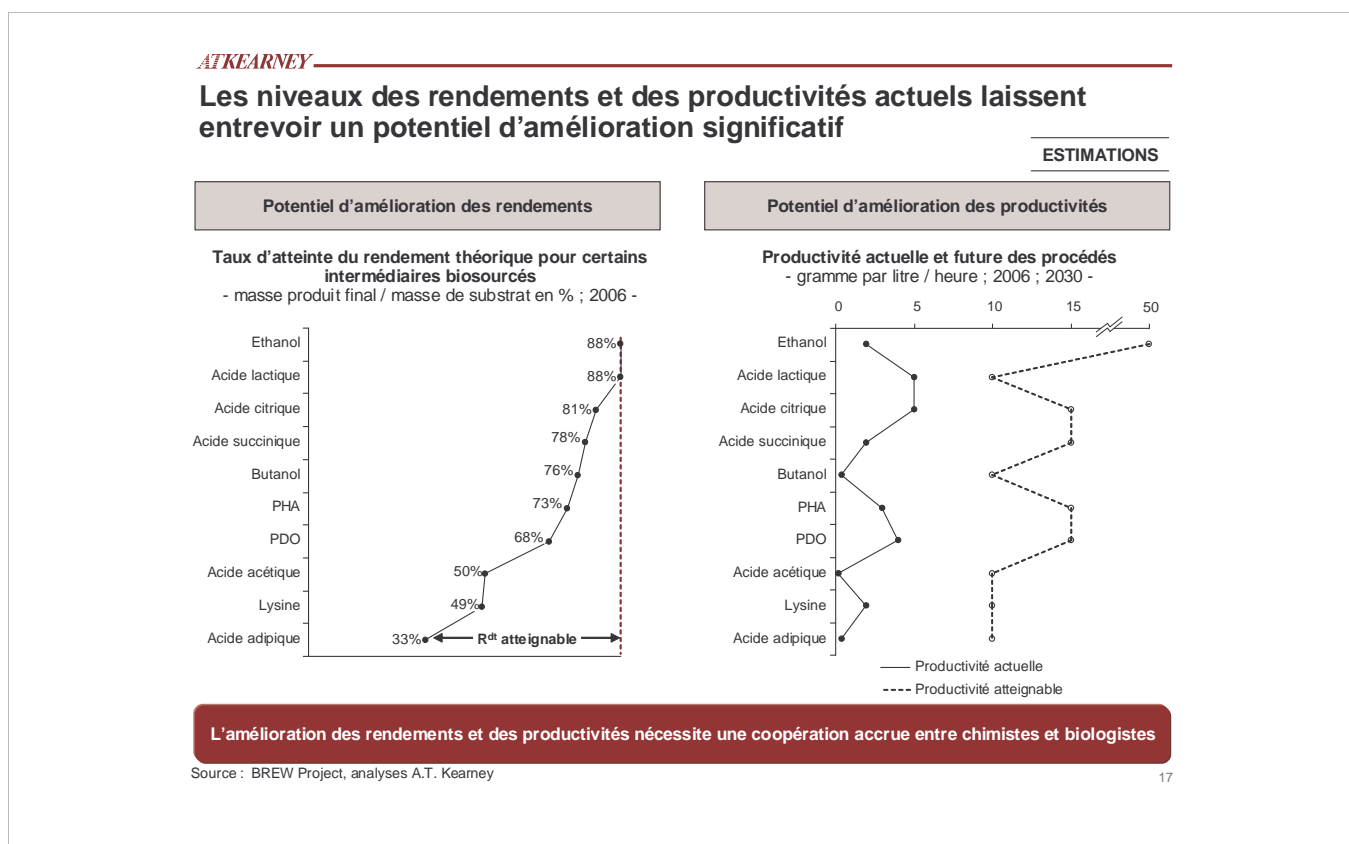 ATKEARNEY
Les niveaux des rendements et des productivités actuels laissent
entrevoir un potentiel d’amélioration significatif
ESTIMATIONS
Potentiel d’amélioration des rendements
Taux d’atteinte du rendement théorique pour certains
intermédiaires biosourcés
- masse produit final / masse de substrat en % ; 2006 -
Ethanol 88%
Acide lactique 88%
Acide citrique 81%
Acide succinique 78%
Butanol 76%
PHA 73%
PDO 68%
Acide acétique 50%
Lysine 49%
Acide adipique 33% Rdt atteignable
Potentiel d’amélioration des productivités
Productivité actuelle et future des procédés
- gramme par litre / heure ; 2006 ; 2030 -
0 5 10 15 50
Ethanol
Acide lactique
Acide citrique
Acide succinique
Butanol
PHA
PDO
Acide acétique
Lysine
Acide adipique
Productivité actuelle
Productivité atteignable
L’amélioration des rendements et des productivités nécessite une coopération accrue entre chimistes et biologistes
Source : BREW Project, analyses A.T. Kearney
17